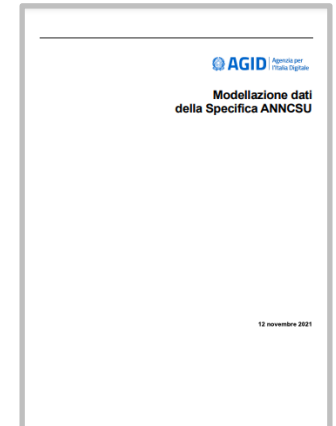 AGID Agenzia per
l'Italia Digitale
Modellazione dati
della Specifica ANNCSU
12 novembre 2021